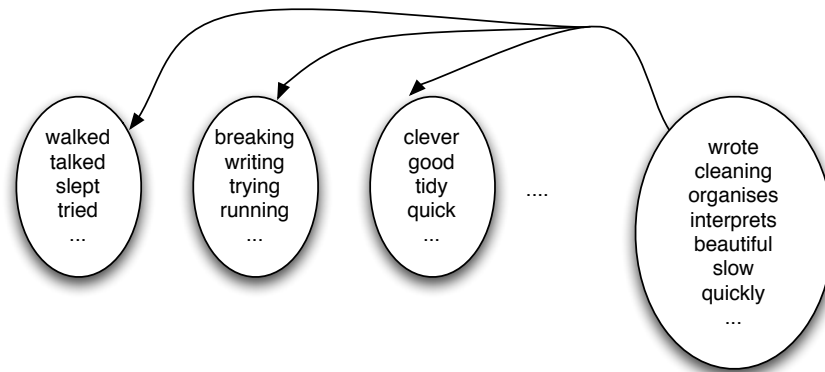 walked
talked
slept
tried
...
breaking
writing
trying
running
...
clever
good
tidy
quick
...
....
wrote
cleaning
organises
interprets
beautiful
slow
quickly
...